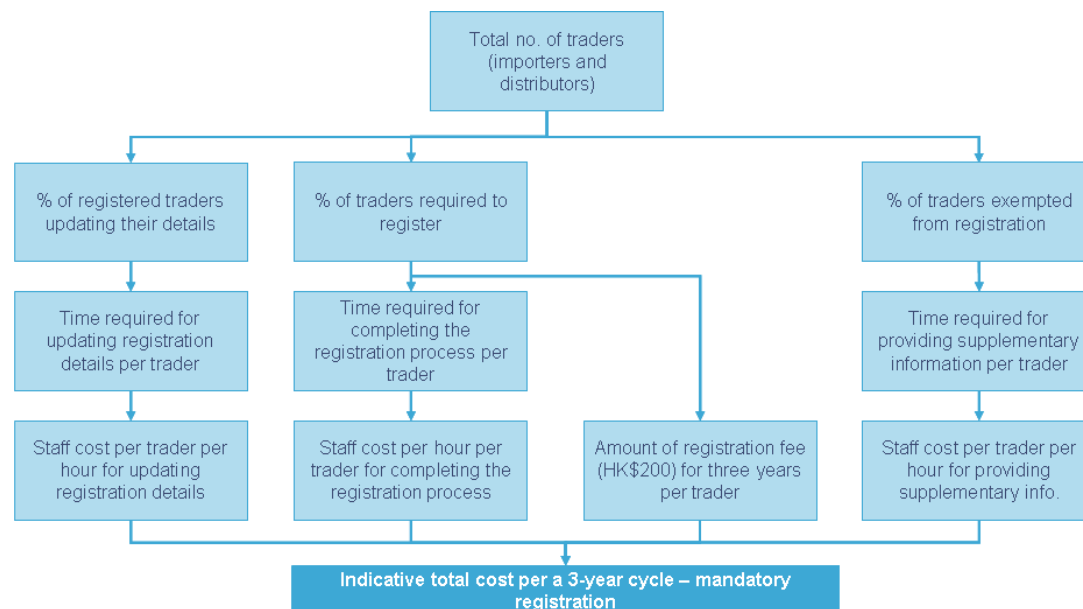 Total no. of traders
(importers and
distributors)
% of registered traders
updating their details
% of traders required to
register
% of traders exempted
from registration
Time required for
updating registration
details per trader
Time required for
completing the
registration process per
trader
Time required for
providing supplementary
information per trader
Staff cost per trader per
hour for updating
registration details
Staff cost per hour per
trader for completing the
registration process
Amount of registration fee
(HK$200) for three years
per trader
Staff cost per trader per
hour for providing
supplementary info.
Indicative total cost per a 3-year cycle – mandatory
registration